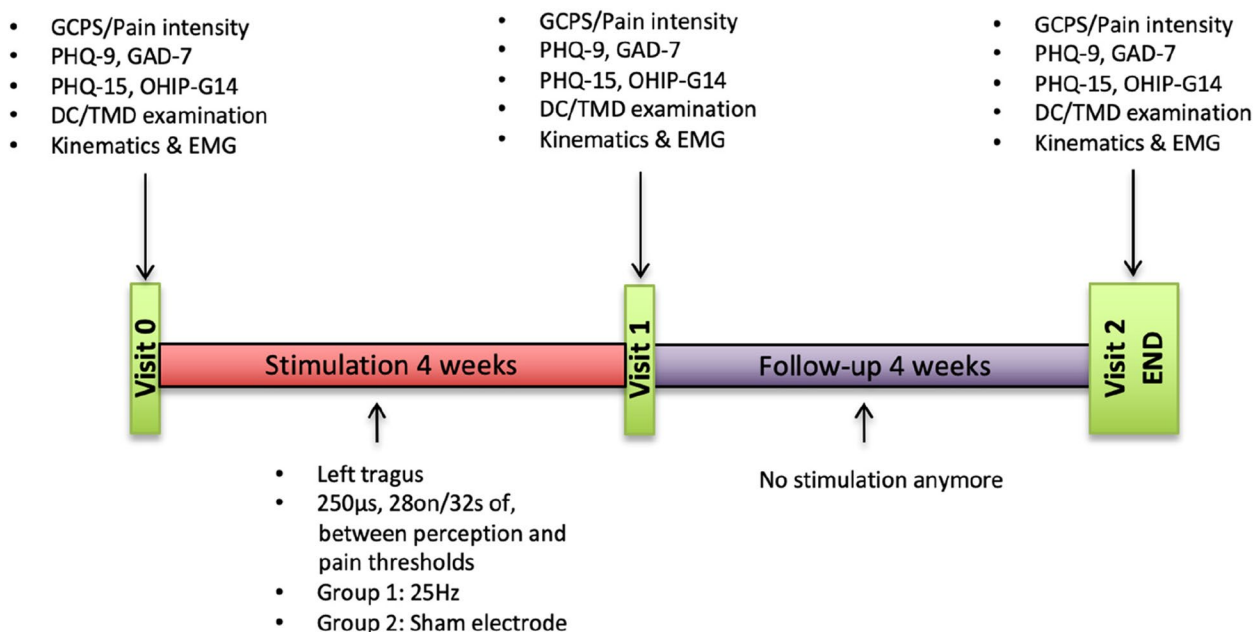 • GCPS/Pain intensity
• PHQ-9, GAD-7
• PHQ-15, OHIP-G14
• DC/TMD examination
• Kinematics & EMG
• GCPS/Pain intensity
• PHQ-9, GAD-7
• PHQ-15, OHIP-G14
• DC/TMD examination
• Kinematics & EMG
• GCPS/Pain intensity
• PHQ-9, GAD-7
• PHQ-15, OHIP-G14
• DC/TMD examination
• Kinematics & EMG
Visit 0
Stimulation 4 weeks
Visit 1
Follow-up 4 weeks
Visit 2
END
• Left tragus
• 250μs, 28on/32s of,
between perception and
pain thresholds
• Group 1: 25Hz
• Group 2: Sham electrode
No stimulation anymore